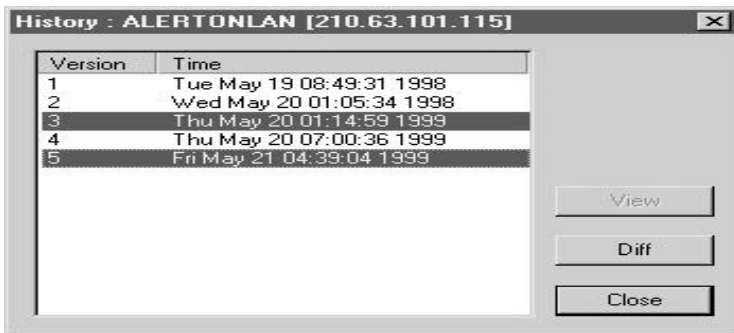 History : ALERTONLAN [210.63.101.115]
Version Time
1 Tue May 19 08:49:31 1998
2 Wed May 20 01:05:34 1998
3 Thu May 20 01:14:59 1999
4 Thu May 20 07:00:36 1999
5 Fri May 21 04:39:04 1999
View
Diff
Close